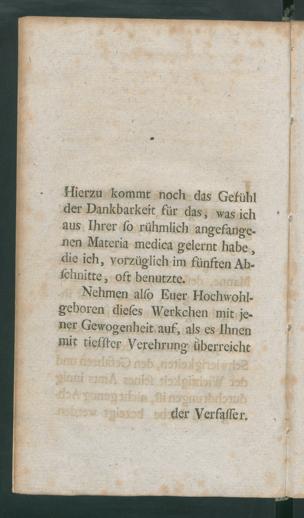 Hierzu kommt noch das Gefühl
der Dankbarkeit für das, was ich
aus Ihrer so rühmlich angefange-
nen Materia medica gelernt habe,
die ich, vorzüglich im fünften Ab-
schnitte, oft benutzte.
Nehmen also Euer Hochwohl-
geboren dieses Werkchen mit je-
ner Gewogenheit auf, als es Ihnen
mit tiefster Verehrung überreicht
der Verfasser.